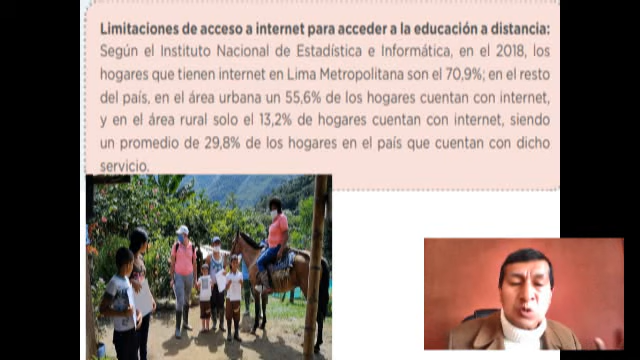 Limitaciones de acceso a internet para acceder a la educación a distancia:
Según el Instituto Nacional de Estadística e Informática, en el 2018, los
hogares que tienen internet en Lima Metropolitana son el 70,9%; en el resto
del país, en el área urbana un 55,6% de los hogares cuentan con internet,
y en el área rural solo el 13,2% de hogares cuentan con internet, siendo
un promedio de 29,8% de los hogares en el país que cuentan con dicho
servicio.